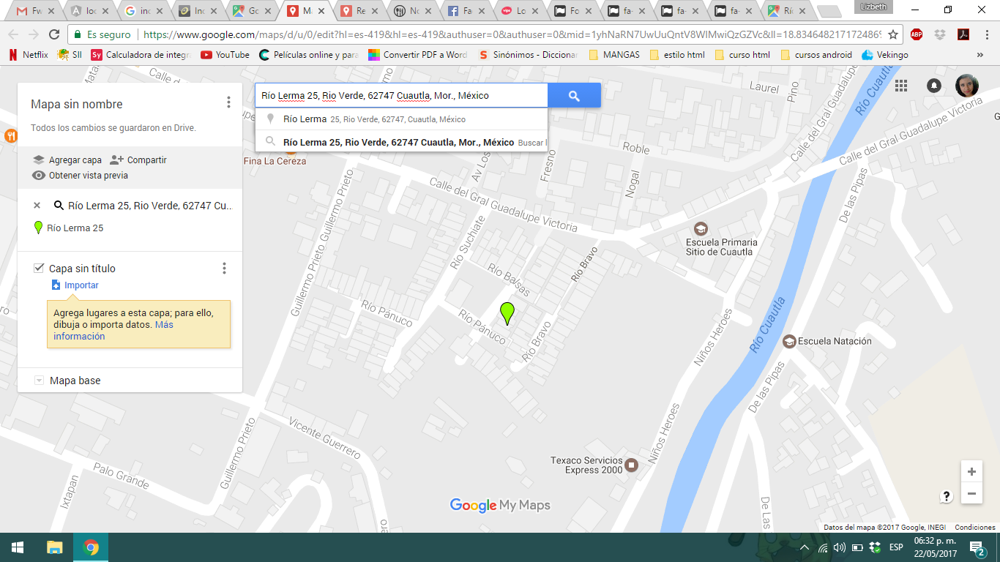 Fw
loc
inc
Inc
Go
Ma
Re
No
Fa
Lo
Fo
fa-
fa-
fa-
Río
Lizbeth
Es seguro
https://www.google.com/maps/d/u/0/edit?hl=es-419&hl=es-419&authuser=0&authuser=0&mid=1yhNaRN7UwUuQntV8WIMwiQzGZVc&ll=18.8346482171724869
ABP
Netflix
SII
Sy Calculadora de integra
YouTube
Películas online y para
Convertir PDF a Word
S Sinónimos - Diccionar
MANGAS
estilo html
curso html
cursos android
Vekingo
»
Mapa sin nombre
Todos los cambios se guardaron en Drive.
Agregar capa
Compartir
Obtener vista previa
Río Lerma 25, Rio Verde, 62747 Cu...
Río Lerma 25
Capa sin título
Importar
Agrega lugares a esta capa; para ello,
dibuja o importa datos. Más
información
Mapa base
Río Lerma 25, Rio Verde, 62747 Cuautla, Mor., México
Río Lerma 25, Rio Verde, 62747, Cuautla, México
Río Lerma 25, Rio Verde, 62747 Cuautla, Mor., México Buscar l
Calle del
Fina La Cereza
Laurel
Pino
Roble
Fresno
Nogal
Av Los
Río Cuautla
Calle del Gral Guadalupe
Calle del Gral Guadalupe Victoria
Calle del Gral Guadalupe Victoria
De las Pipas
Guillermo Prieto
Guillermo Prieto
Río Suchiate
Río Balsas
Río Bravo
Escuela Primaria
Sitio de Cuautla
Río Pánuco
Río Pánuco
Río Bravo
Niños Heroes
Río Cuautla
Escuela Natación
De las Pipas
Vicente Guerrero
Guillermo Prieto
Niños Heroes
Texaco Servicios
Express 2000
Palo Grande
Ixtapan
De Las
Google My Maps
+
−
?
Datos del mapa ©2017 Google, INEGI
Condiciones
ESP
06:32 p. m.
22/05/2017
2